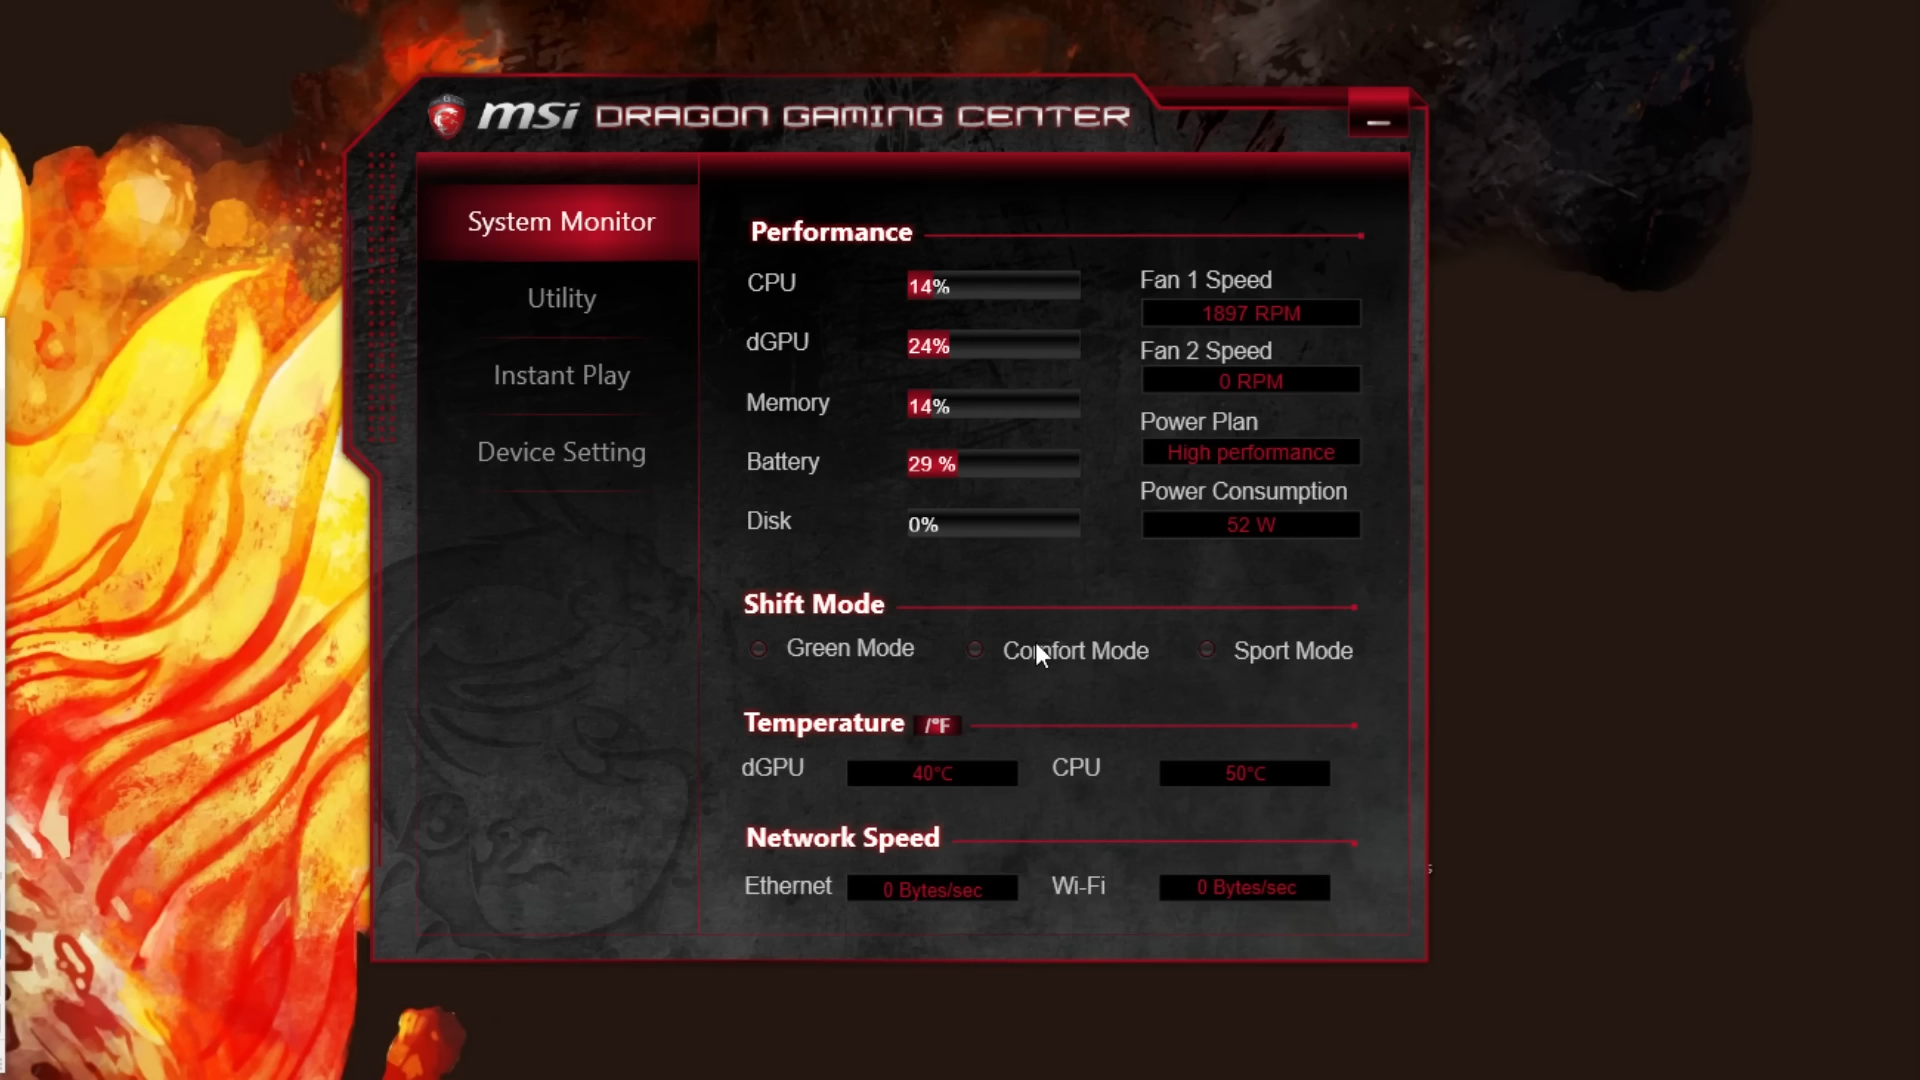 msi DRAGON GAMING CENTER
System Monitor
Utility
Instant Play
Device Setting
Performance
CPU 14%
dGPU 24%
Memory 14%
Battery 29 %
Disk 0%
Fan 1 Speed
1897 RPM
Fan 2 Speed
0 RPM
Power Plan
High performance
Power Consumption
52 W
Shift Mode
Green Mode Comfort Mode Sport Mode
Temperature /°F
dGPU 40°C CPU 50°C
Network Speed
Ethernet 0 Bytes/sec Wi-Fi 0 Bytes/sec